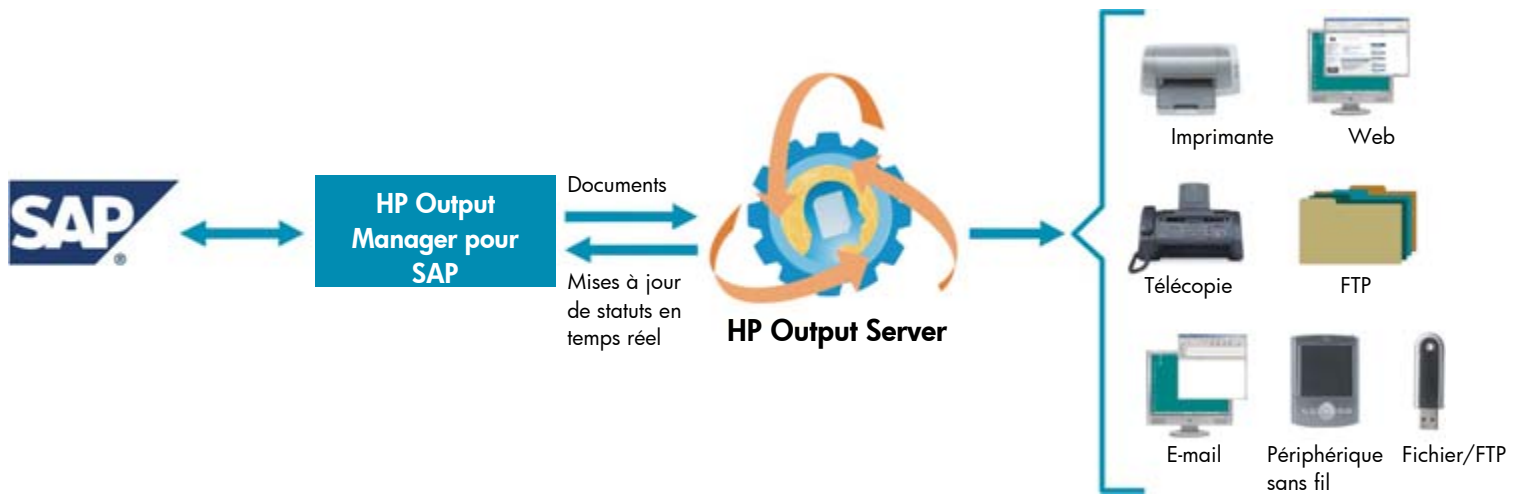 SAP
®
HP Output
Manager pour
SAP
Documents
Mises à jour
de statuts en
temps réel
HP Output Server
Imprimante
Web
Télécopie
FTP
E-mail
Périphérique
sans fil
Fichier/FTP